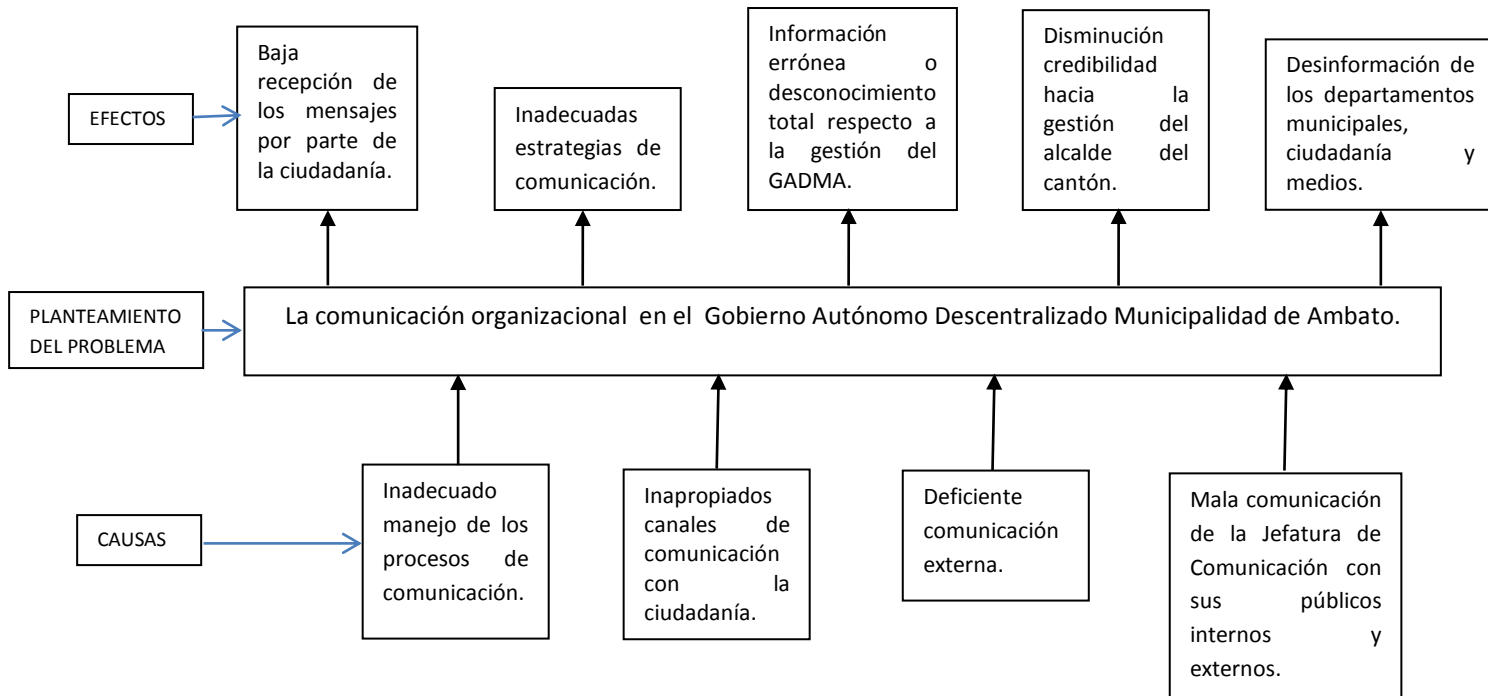 EFECTOS
Baja
recepción de
los mensajes
por parte de
la ciudadanía.
Inadecuadas
estrategias de
comunicación.
Información
errónea o
desconocimiento
total respecto a
la gestión del
GADMA.
Disminución
credibilidad
hacia la
gestión del
alcalde del
cantón.
Desinformación de
los departamentos
municipales,
ciudadanía y
medios.
PLANTEAMIENTO
DEL PROBLEMA
La comunicación organizacional en el Gobierno Autónomo Descentralizado Municipalidad de Ambato.
CAUSAS
Inadecuado
manejo de los
procesos de
comunicación.
Inapropiados
canales de
comunicación
con la
ciudadanía.
Deficiente
comunicación
externa.
Mala comunicación
de la Jefatura de
Comunicación con
sus públicos
internos y
externos.